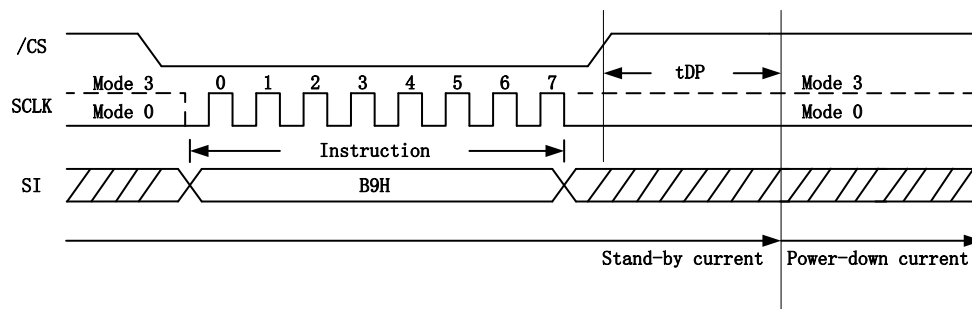 /CS
tDP
Mode 3 0 1 2 3 4 5 6 7 Mode 3
SCLK
Mode 0 Mode 0
Instruction
SI B9H
Stand-by current Power-down current